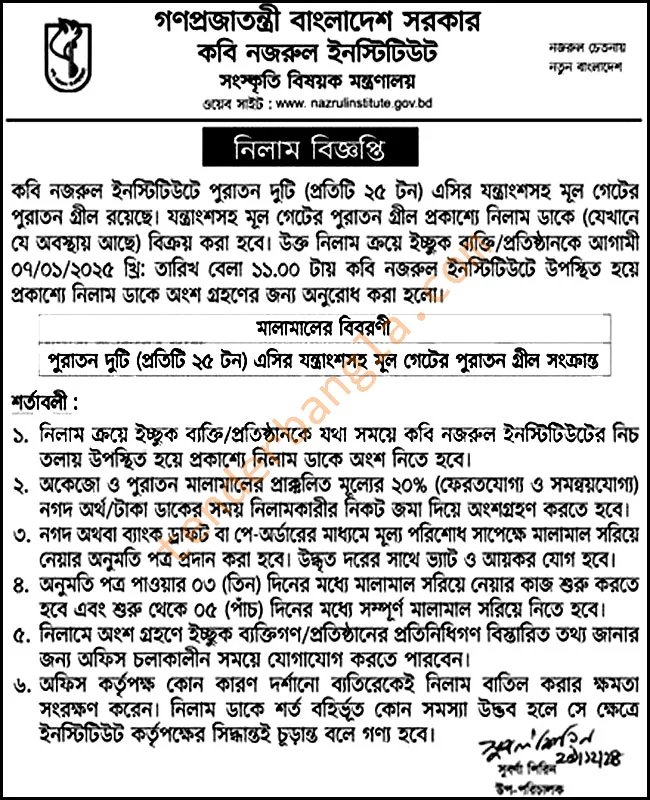 গণপ্রজাতন্ত্রী বাংলাদেশ সরকার
কবি নজরুল ইনস্টিটিউট
সংস্কৃতি বিষয়ক মন্ত্রণালয়
ওয়েব সাইট : www. nazrulinstitute.gov.bd
নজরুল চেতনায়
নতুন বাংলাদেশ
নিলাম বিজ্ঞপ্তি
কবি নজরুল ইনস্টিটিউটে পুরাতন দুটি (প্রতিটি ২৫ টন) এসির যন্ত্রাংশসহ মূল গেটের
পুরাতন গ্রীল রয়েছে। যন্ত্রাংশসহ মূল গেটের পুরাতন গ্রীল প্রকাশ্যে নিলাম ডাকে (যেখানে
যে অবস্থায় আছে) বিক্রয় করা হবে। উক্ত নিলাম ক্রয়ে ইচ্ছুক ব্যক্তি/প্রতিষ্ঠানকে আগামী
০৭/০১/২০২৫ খ্রি: তারিখ বেলা ১১.০০ টায় কবি নজরুল ইনস্টিটিউটে উপস্থিত হয়ে
প্রকাশ্যে নিলাম ডাকে অংশ গ্রহণের জন্য অনুরোধ করা হলো।
মালামালের বিবরণী
পুরাতন দুটি (প্রতিটি ২৫ টন) এসির যন্ত্রাংশসহ মূল গেটের পুরাতন গ্রীল সংক্রান্ত
শর্তাবলী :
১. নিলাম ক্রয়ে ইচ্ছুক ব্যক্তি/প্রতিষ্ঠানকে যথা সময়ে কবি নজরুল ইনস্টিটিউটের নিচ
তলায় উপস্থিত হয়ে প্রকাশ্যে নিলাম ডাকে অংশ নিতে হবে।
২. অকেজো ও পুরাতন মালামালের প্রাক্কলিত মূল্যের ২০% (ফেরতযোগ্য ও সমন্বয়যোগ্য)
নগদ অর্থ/টাকা ডাকের সময় নিলামকারীর নিকট জমা দিয়ে অংশগ্রহণ করতে হবে।
৩. নগদ অথবা ব্যাংক ড্রাফট বা পে-অর্ডারের মাধ্যমে মূল্য পরিশোধ সাপেক্ষে মালামাল সরিয়ে
নেয়ার অনুমতি পত্র প্রদান করা হবে। উদ্ধৃত দরের সাথে ভ্যাট ও আয়কর যোগ হবে।
৪. অনুমতি পত্র পাওয়ার ০৩ (তিন) দিনের মধ্যে মালামাল সরিয়ে নেয়ার কাজ শুরু করতে
হবে এবং শুরু থেকে ০৫ (পাঁচ) দিনের মধ্যে সম্পূর্ণ মালামাল সরিয়ে নিতে হবে।
৫. নিলামে অংশ গ্রহণে ইচ্ছুক ব্যক্তিগণ/প্রতিষ্ঠানের প্রতিনিধিগণ বিস্তারিত তথ্য জানার
জন্য অফিস চলাকালীন সময়ে যোগাযোগ করতে পারবেন।
৬. অফিস কর্তৃপক্ষ কোন কারণ দর্শানো ব্যতিরেকেই নিলাম বাতিল করার ক্ষমতা
সংরক্ষণ করেন। নিলাম ডাকে শর্ত বহির্ভূত কোন সমস্যা উদ্ভব হলে সে ক্ষেত্রে
ইনস্টিটিউট কর্তৃপক্ষের সিদ্ধান্তই চূড়ান্ত বলে গণ্য হবে।
সুবর্ণা শিরিন
উপ-পরিচালক
tenderbangla.com